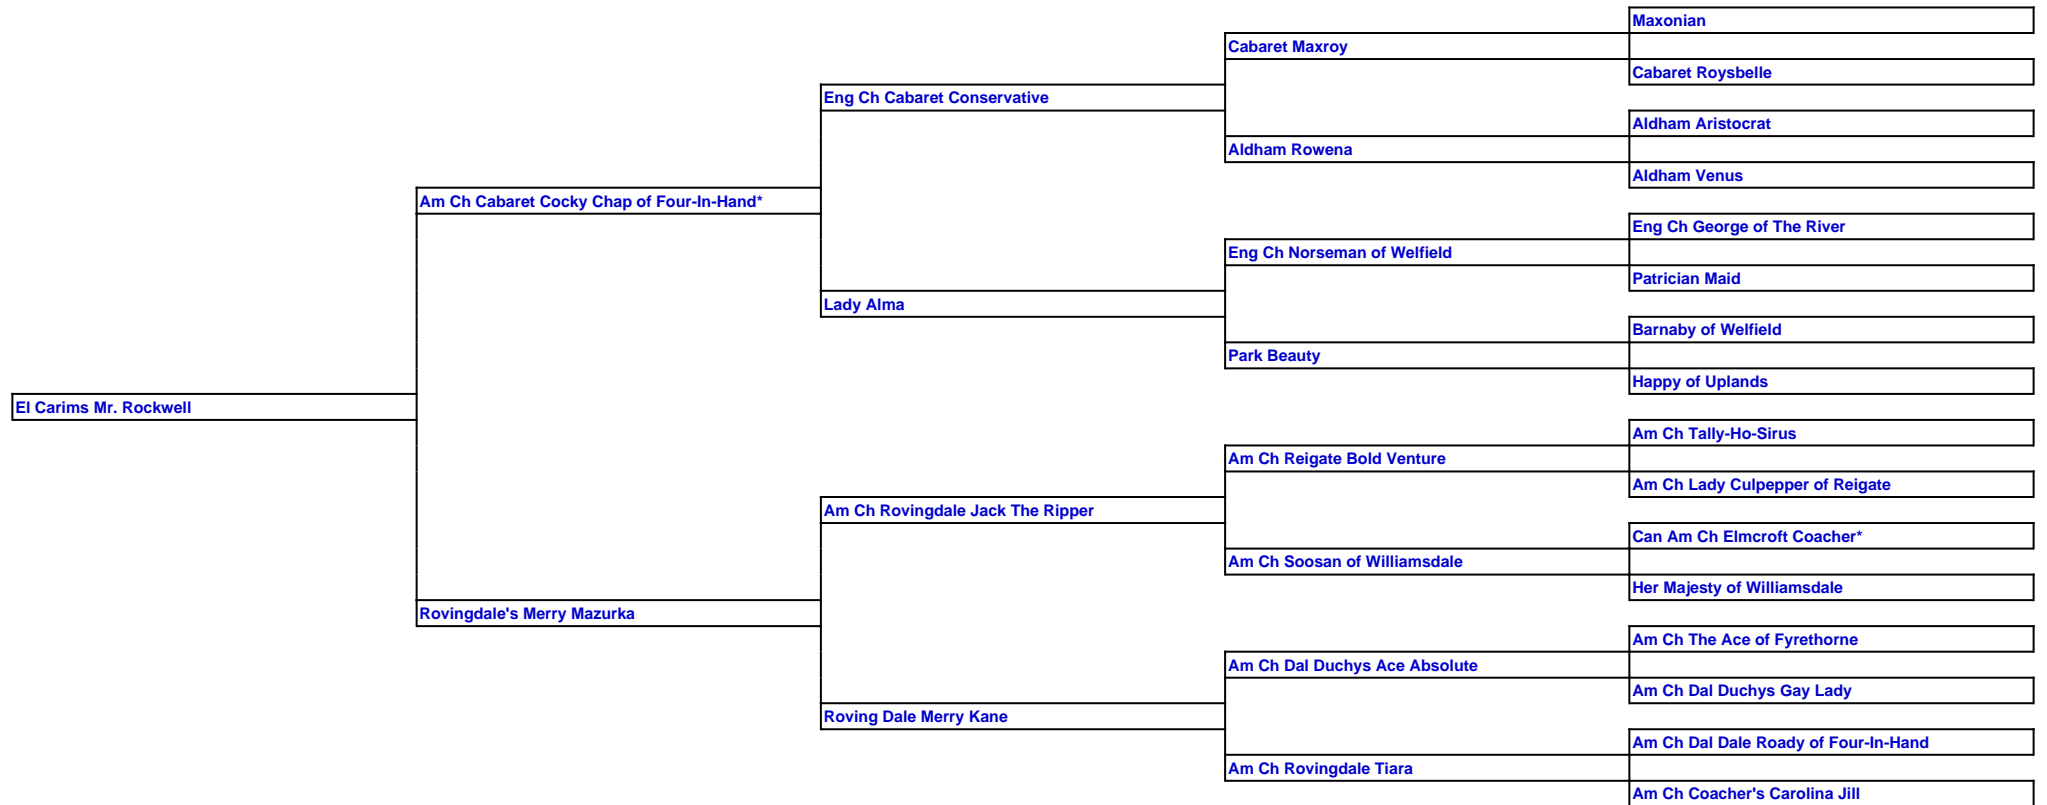 Maxonian
Cabaret Maxroy
Cabaret Roysbelle
Eng Ch Cabaret Conservative
Aldham Aristocrat
Aldham Rowena
Aldham Venus
Am Ch Cabaret Cocky Chap of Four-In-Hand*
Eng Ch George of The River
Eng Ch Norseman of Welfield
Patrician Maid
Lady Alma
Barnaby of Welfield
Park Beauty
Happy of Uplands
El Carims Mr. Rockwell
Am Ch Tally-Ho-Sirus
Am Ch Reigate Bold Venture
Am Ch Lady Culpepper of Reigate
Am Ch Rovingdale Jack The Ripper
Can Am Ch Elmcroft Coacher*
Am Ch Soosan of Williamsdale
Her Majesty of Williamsdale
Rovingdale's Merry Mazurka
Am Ch The Ace of Fyrethorne
Am Ch Dal Duchys Ace Absolute
Am Ch Dal Duchys Gay Lady
Roving Dale Merry Kane
Am Ch Dal Dale Roady of Four-In-Hand
Am Ch Rovingdale Tiara
Am Ch Coacher's Carolina Jill